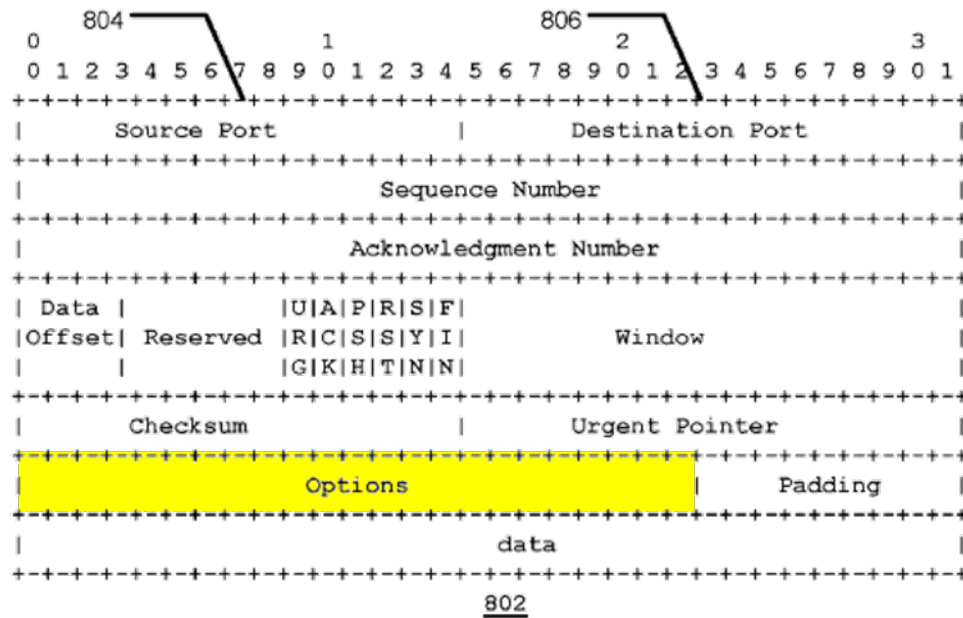 804 806
0 1 2 3
0 1 2 3 4 5 6 7 8 9 0 1 2 3 4 5 6 7 8 9 0 1 2 3 4 5 6 7 8 9 0 1
+-+-+-+-+-+-+-+-+-+-+-+-+-+-+-+-+-+-+-+-+-+-+-+-+-+-+-+-+-+-+-+-+
| Source Port | Destination Port |
+-+-+-+-+-+-+-+-+-+-+-+-+-+-+-+-+-+-+-+-+-+-+-+-+-+-+-+-+-+-+-+-+
| Sequence Number |
+-+-+-+-+-+-+-+-+-+-+-+-+-+-+-+-+-+-+-+-+-+-+-+-+-+-+-+-+-+-+-+-+
| Acknowledgment Number |
+-+-+-+-+-+-+-+-+-+-+-+-+-+-+-+-+-+-+-+-+-+-+-+-+-+-+-+-+-+-+-+-+
| Data | |U|A|P|R|S|F| |
|Offset| Reserved |R|C|S|S|Y|I| Window |
| | |G|K|H|T|N|N| |
+-+-+-+-+-+-+-+-+-+-+-+-+-+-+-+-+-+-+-+-+-+-+-+-+-+-+-+-+-+-+-+-+
| Checksum | Urgent Pointer |
+-+-+-+-+-+-+-+-+-+-+-+-+-+-+-+-+-+-+-+-+-+-+-+-+-+-+-+-+-+-+-+-+
| Options | Padding |
+-+-+-+-+-+-+-+-+-+-+-+-+-+-+-+-+-+-+-+-+-+-+-+-+-+-+-+-+-+-+-+-+
| data |
+-+-+-+-+-+-+-+-+-+-+-+-+-+-+-+-+-+-+-+-+-+-+-+-+-+-+-+-+-+-+-+-+
802